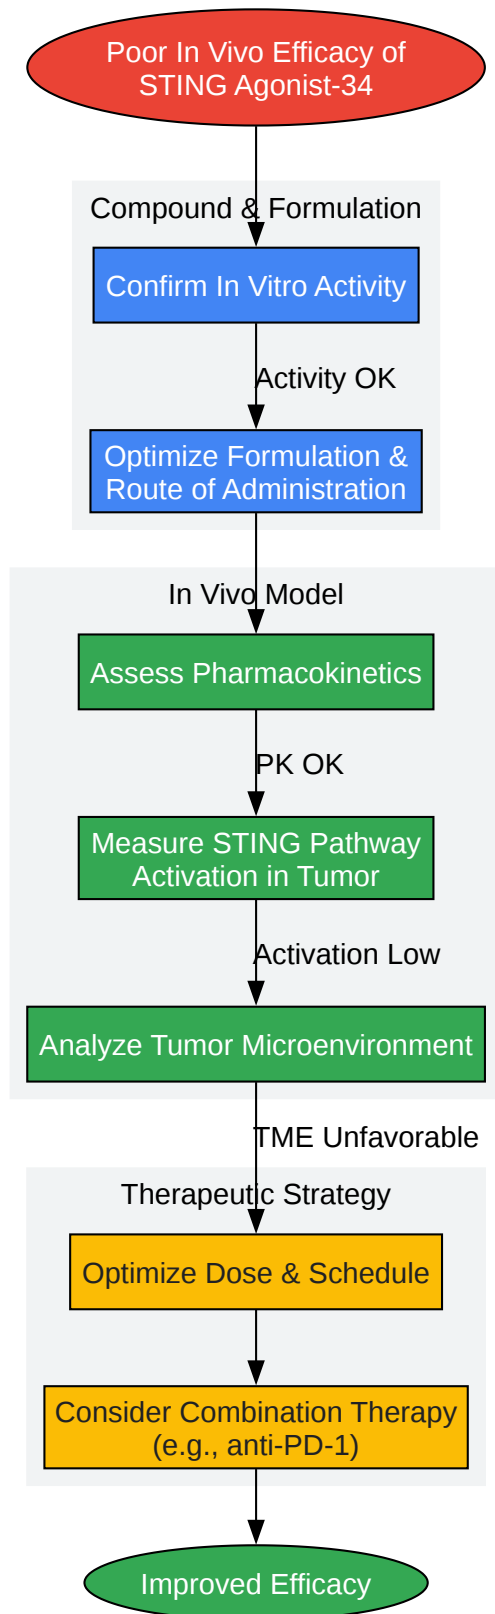 Poor In Vivo Efficacy of
STING Agonist-34
Compound & Formulation
Confirm In Vitro Activity
Activity OK
Optimize Formulation &
Route of Administration
In Vivo Model
Assess Pharmacokinetics
PK OK
Measure STING Pathway
Activation in Tumor
Activation Low
Analyze Tumor Microenvironment
TME Unfavorable
Therapeutic Strategy
Optimize Dose & Schedule
Consider Combination Therapy
(e.g., anti-PD-1)
Improved Efficacy